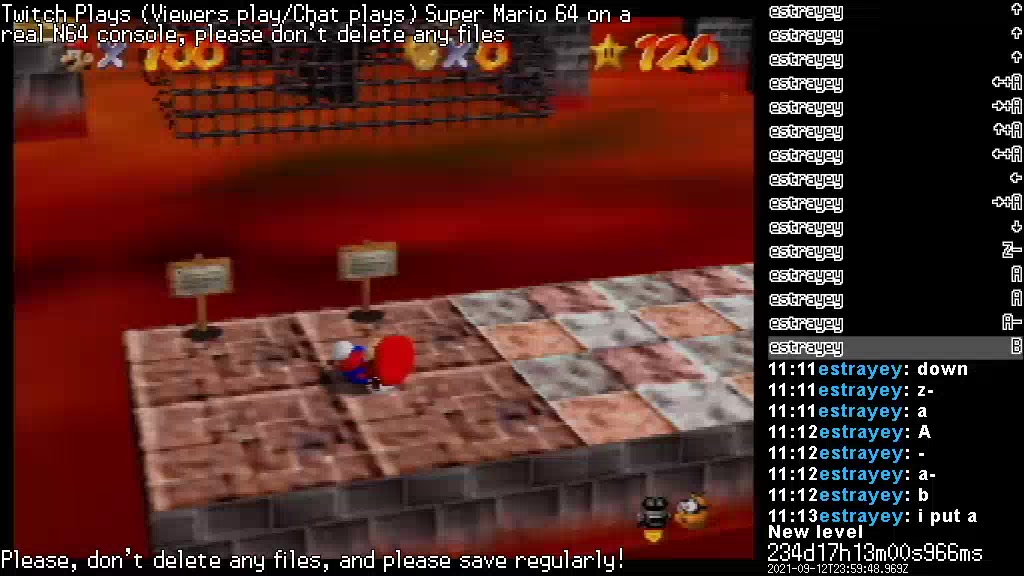 Twitch Plays (Viewers play/Chat plays) Super Mario 64 on a
real N64 console, please don't delete any files
× 100
× 0
120
estrayey ↑
estrayey ↑
estrayey ↑
estrayey ←+A
estrayey →+A
estrayey ↑+A
estrayey ←+A
estrayey ←
estrayey →+A
estrayey ↓
estrayey Z-
estrayey A
estrayey A
estrayey A-
estrayey B
11:11estrayey: down
11:11estrayey: z-
11:11estrayey: a
11:12estrayey: A
11:12estrayey: -
11:12estrayey: a-
11:12estrayey: b
11:13estrayey: i put a
New level
234d17h13m00s966ms
2021-09-12T23:59:48.969Z
Please, don't delete any files, and please save regularly!